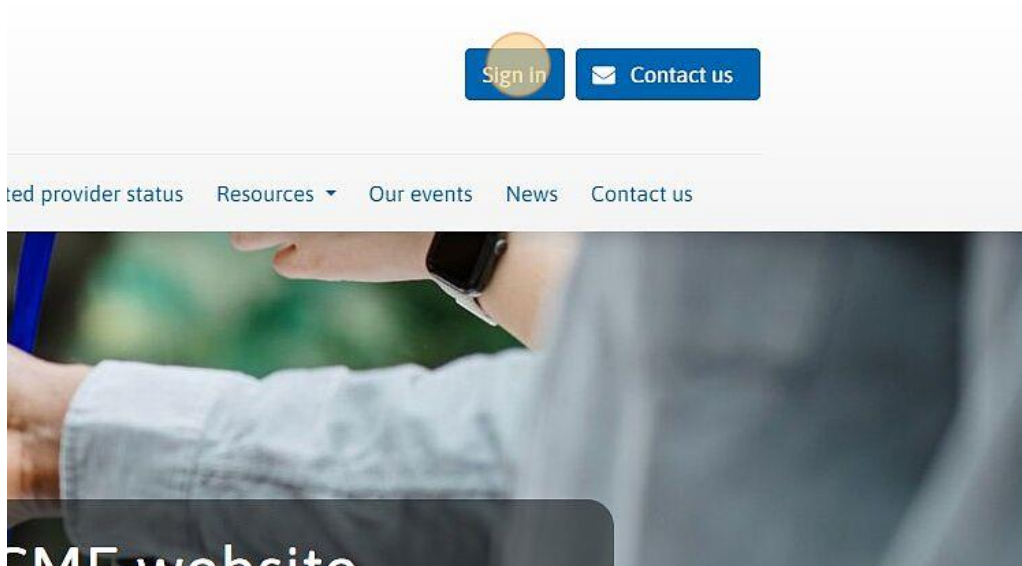 Sign in Contact us
ted provider status Resources Our events News Contact us
CME website